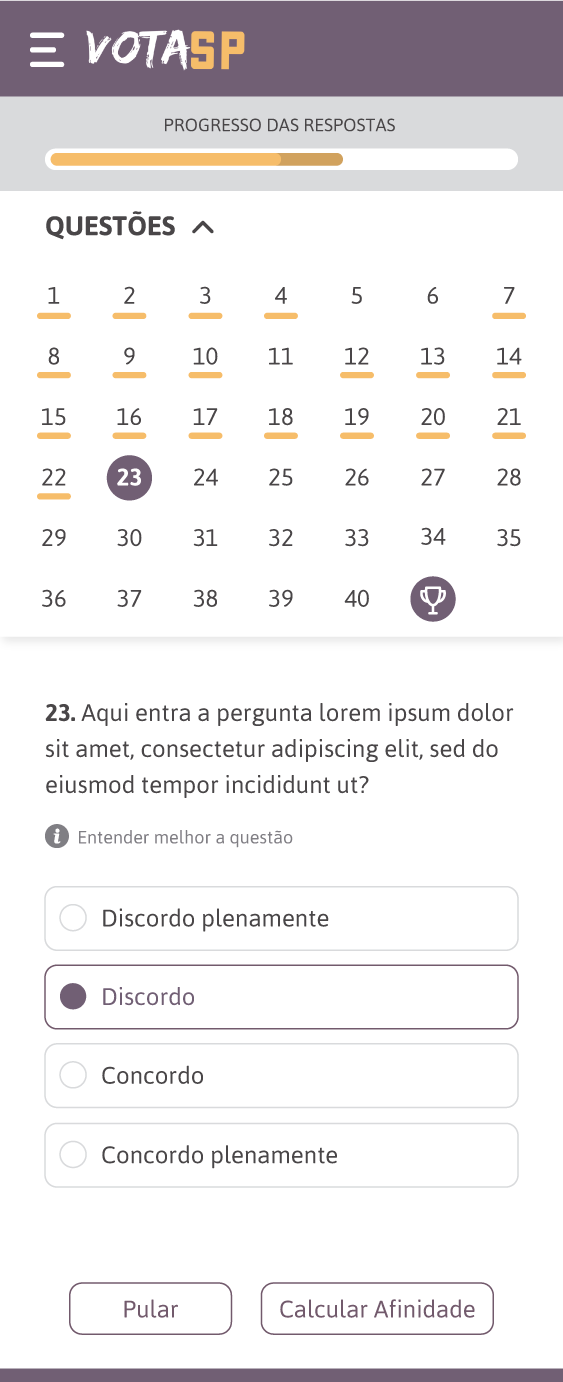 VOTASP
PROGRESSO DAS RESPOSTAS
QUESTÕES
1 2 3 4 5 6 7
8 9 10 11 12 13 14
15 16 17 18 19 20 21
22 23 24 25 26 27 28
29 30 31 32 33 34 35
36 37 38 39 40
23. Aqui entra a pergunta lorem ipsum dolor
sit amet, consectetur adipiscing elit, sed do
eiusmod tempor incididunt ut?
i Entender melhor a questão
Discordo plenamente
Discordo
Concordo
Concordo plenamente
Pular Calcular Afinidade